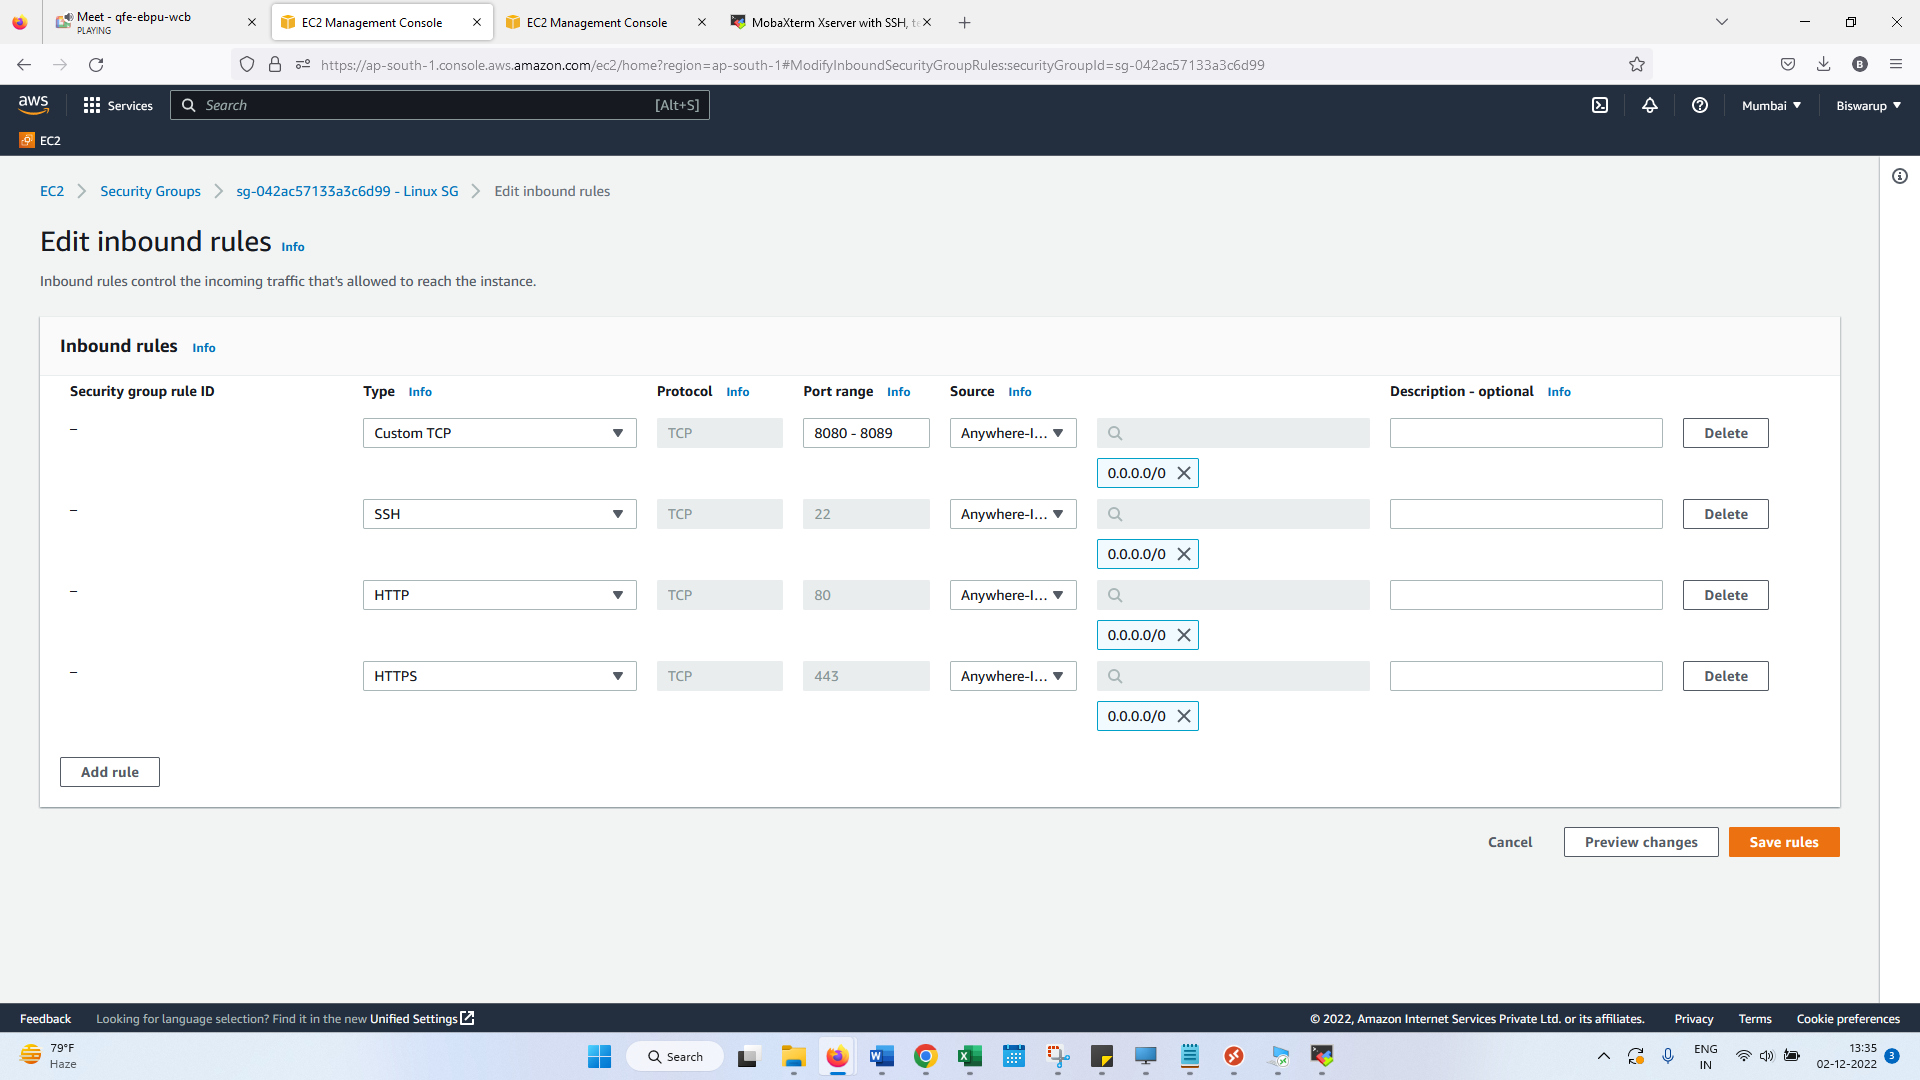 Meet - qfe-ebpu-wcb
PLAYING
EC2 Management Console
EC2 Management Console
MobaXterm Xserver with SSH,
https://ap-south-1.console.aws.amazon.com/ec2/home?region=ap-south-1#ModifyInboundSecurityGroupRules:securityGroupId=sg-042ac57133a3c6d99
B
aws Services Search [Alt+S] Mumbai Biswarup
EC2
EC2 Security Groups sg-042ac57133a3c6d99 - Linux SG Edit inbound rules
Edit inbound rules Info
Inbound rules control the incoming traffic that's allowed to reach the instance.
Inbound rules Info
Security group rule ID Type Info Protocol Info Port range Info Source Info Description - optional Info
– Custom TCP TCP 8080 - 8089 Anywhere-I... Delete
0.0.0.0/0
– SSH TCP 22 Anywhere-I... Delete
0.0.0.0/0
– HTTP TCP 80 Anywhere-I... Delete
0.0.0.0/0
– HTTPS TCP 443 Anywhere-I... Delete
0.0.0.0/0
Add rule
Cancel Preview changes Save rules
Feedback Looking for language selection? Find it in the new Unified Settings © 2022, Amazon Internet Services Private Ltd. or its affiliates. Privacy Terms Cookie preferences
79°F
Haze
Search
ENG
IN
13:35
02-12-2022
3